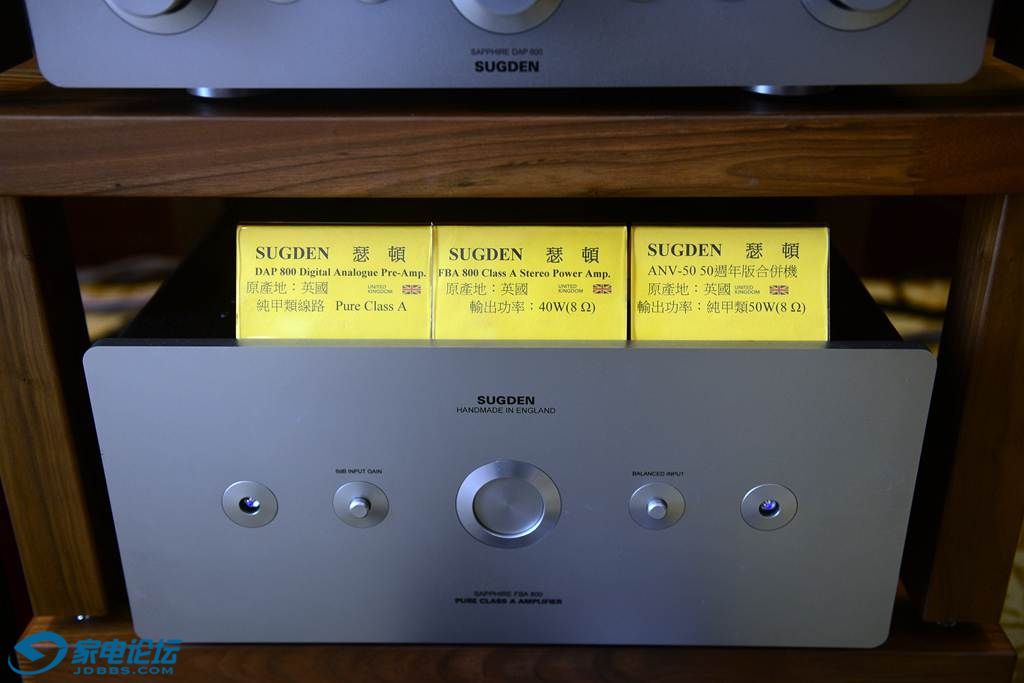 SAPPHIRE DAP 800
SUGDEN
SUGDEN 瑟頓
DAP 800 Digital Analogue Pre-Amp.
原產地：英國 UNITED KINGDOM
純甲類線路 Pure Class A
SUGDEN 瑟頓
FBA 800 Class A Stereo Power Amp.
原產地：英國 UNITED KINGDOM
輸出功率：40W(8 Ω)
SUGDEN 瑟頓
ANV-50 50週年版合併機
原產地：英國 UNITED KINGDOM
輸出功率：純甲類50W(8 Ω)
SUGDEN
HANDMADE IN ENGLAND
6dB INPUT GAIN
BALANCED INPUT
SAPPHIRE FBA 800
PURE CLASS A AMPLIFIER
家电论坛
JDBBS.COM